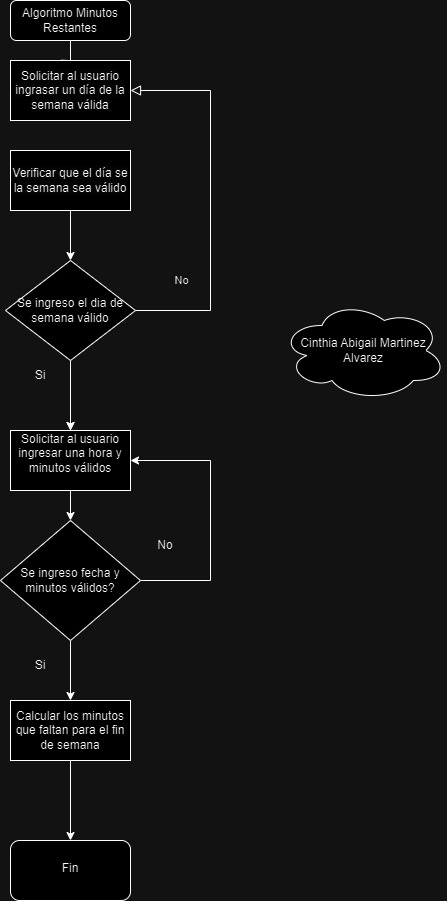 Algoritmo Minutos
Restantes
Solicitar al usuario
ingrasar un día de la
semana válida
Verificar que el día se
la semana sea válido
No
Se ingreso el dia de
semana válido
Cinthia Abigail Martinez
Alvarez
Si
Solicitar al usuario
ingresar una hora y
minutos válidos
No
Se ingreso fecha y
minutos válidos?
Si
Calcular los minutos
que faltan para el fin
de semana
Fin